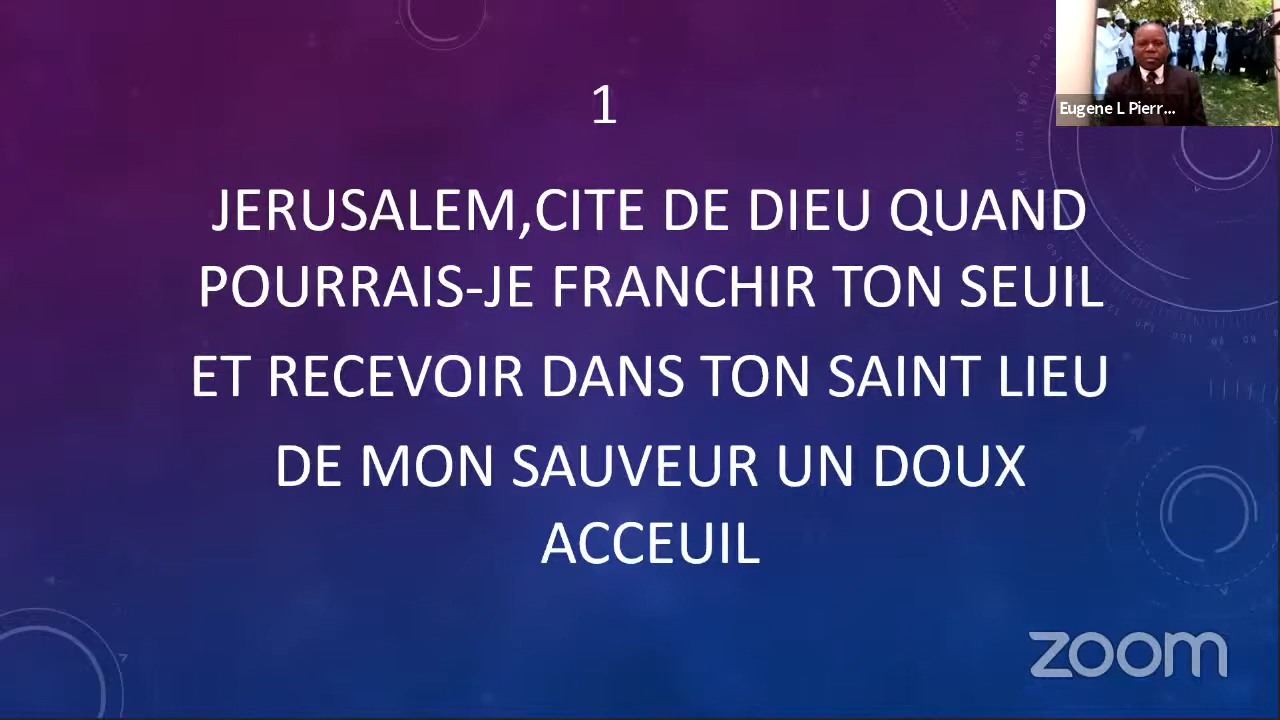 1
JERUSALEM,CITE DE DIEU QUAND
POURRAIS-JE FRANCHIR TON SEUIL
ET RECEVOIR DANS TON SAINT LIEU
DE MON SAUVEUR UN DOUX
ACCEUIL
Eugene L Pierr...
zoom